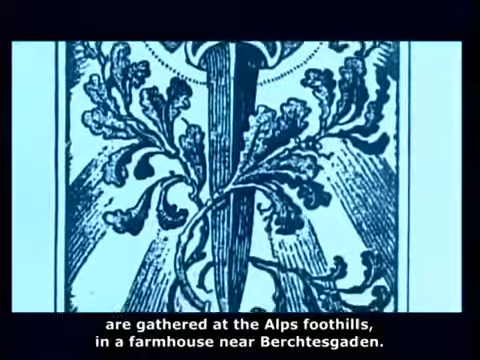 are gathered at the Alps foothills,
in a farmhouse near Berchtesgaden.